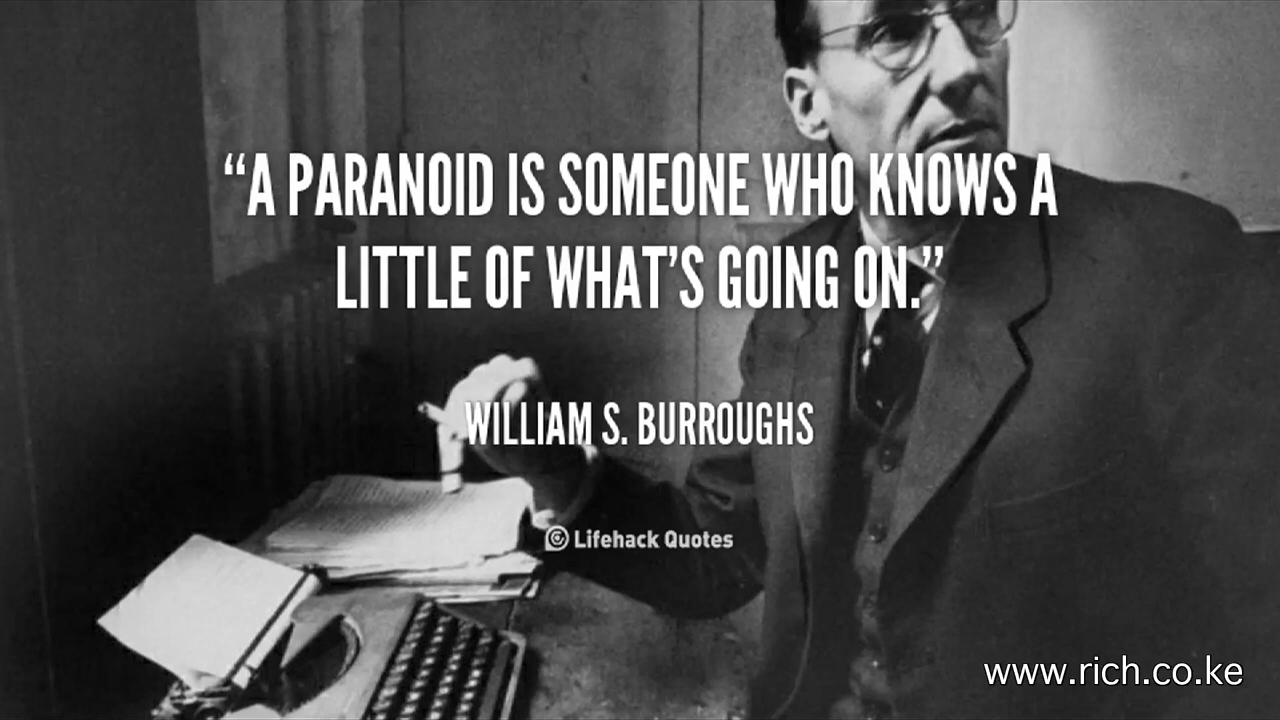 “A PARANOID IS SOMEONE WHO KNOWS A
LITTLE OF WHAT’S GOING ON.”
WILLIAM S. BURROUGHS
Lifehack Quotes
www.rich.co.ke